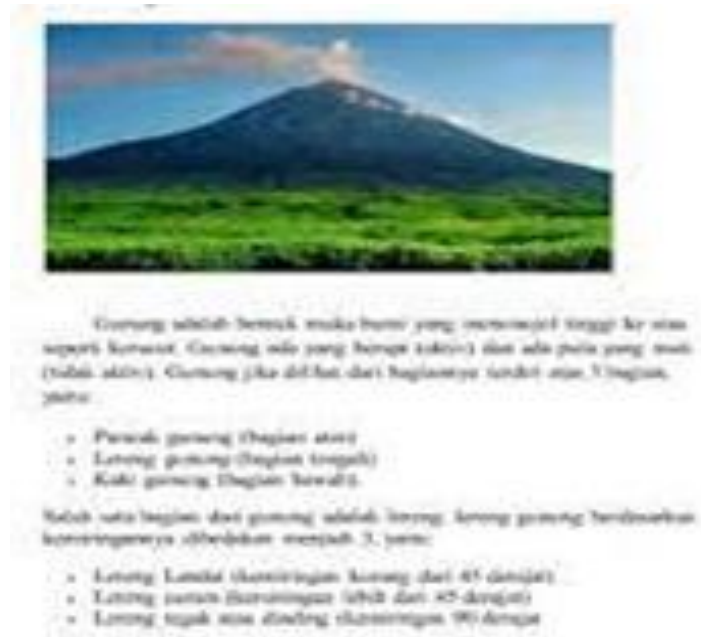 Gunung adalah bentuk muka bumi yang menonjol tinggi ke atas
seperti kerucut. Gunung ada yang berapi (aktiv) dan ada pula yang mati
(tidak aktiv). Gunung jika dilihat dari bagiannya terdiri atas 3 bagian,
yaitu:
Puncak gunung (bagian atas)
Lereng gunung (bagian tengah)
Kaki gunung (bagian bawah).
Salah satu bagian dari gunung adalah lereng, lereng gunung berdasarkan
kemiringannya dibedakan menjadi 3, yaitu:
Lereng Landai (kemiringan kurang dari 45 derajat)
Lereng curam (kemiringan lebih dari 45 derajat)
Lereng tegak atau dinding (kemiringan 90 derajat